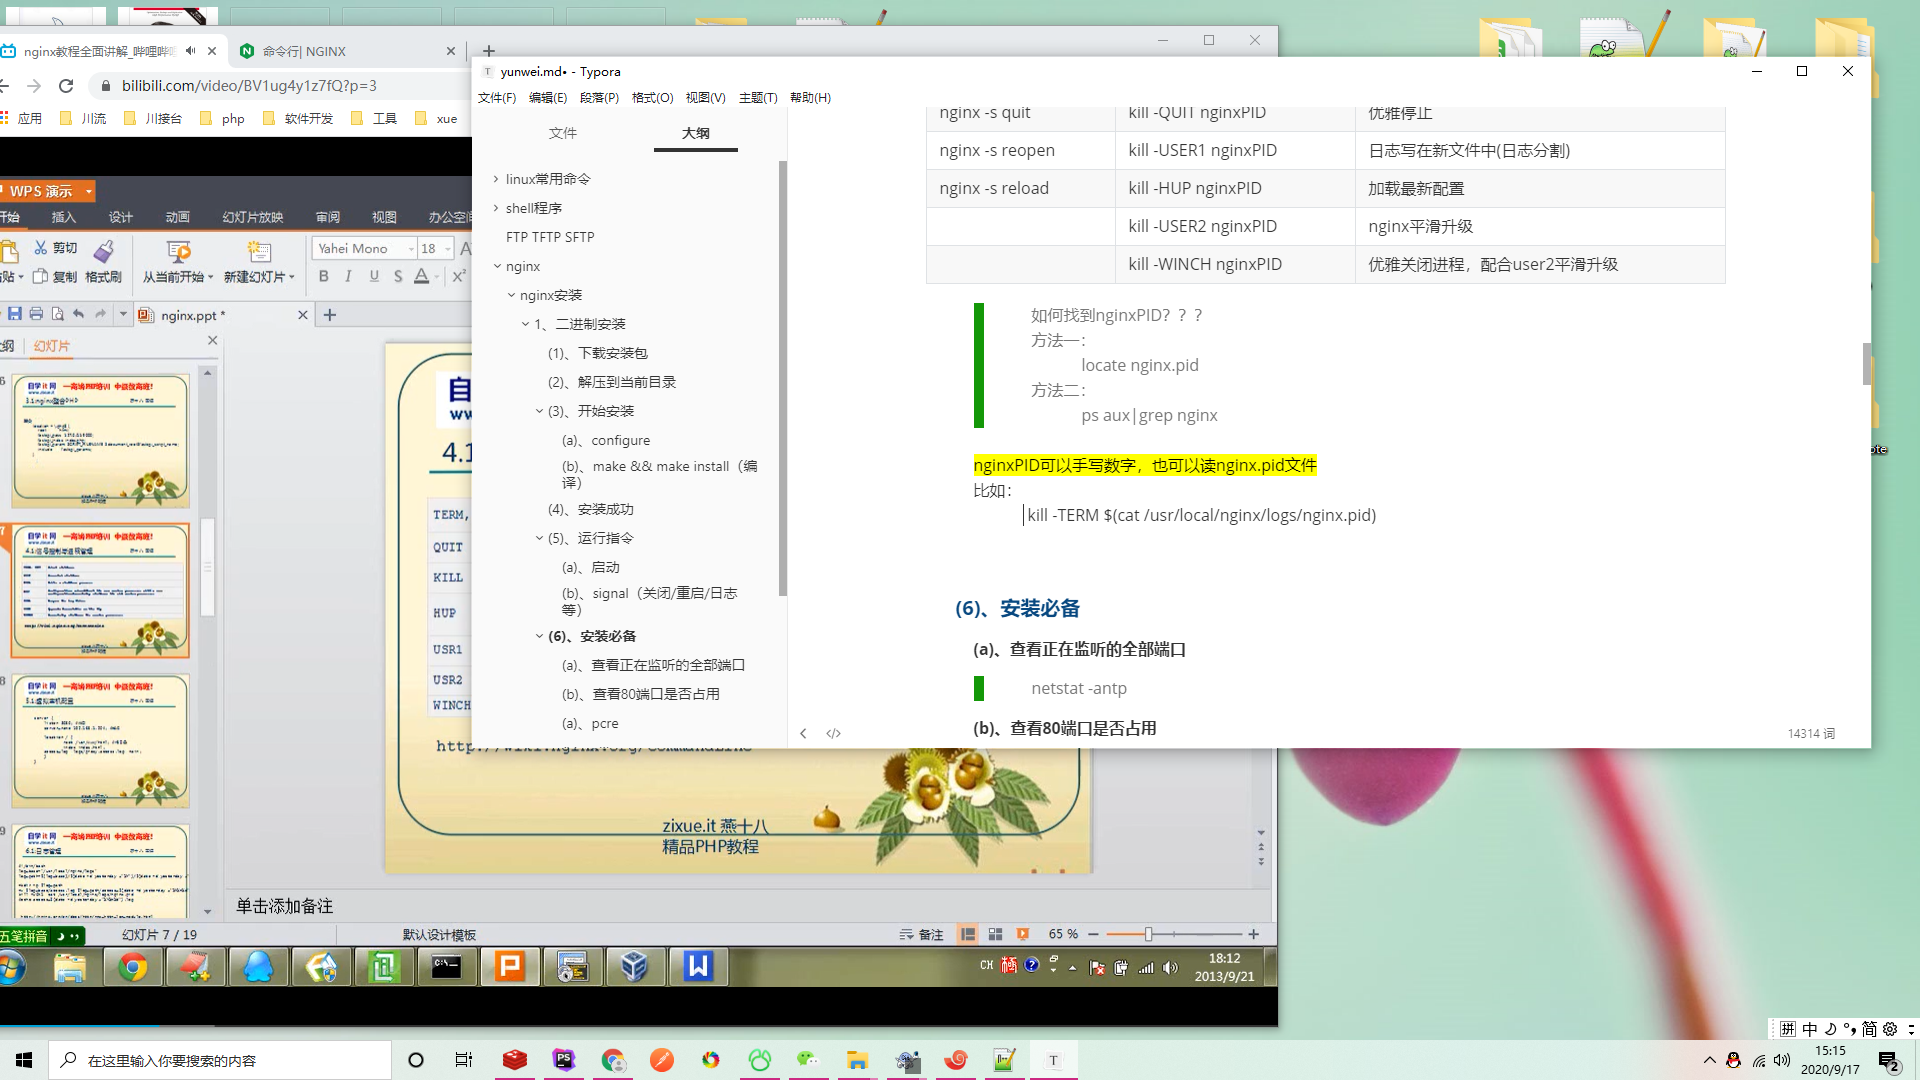 nginx教程全面讲解_哔哩哔哩
命令行| NGINX
bilibili.com/video/BV1ug4y1z7fQ?p=3
应用
川流
川接台
php
软件开发
工具
xue
WPS 演示
开始
插入
设计
动画
幻灯片放映
审阅
视图
办公空间
剪切
复制
格式刷
从当前开始
新建幻灯片
Yahei Mono
18
B I U S A X²
nginx.ppt *
幻灯片
自学it网
4.1
TERM,
QUIT
KILL
HUP
USR1
USR2
WINCH
zixue.it 燕十八
精品PHP教程
单击添加备注
五笔拼音
幻灯片 7 / 19
默认设计模板
备注
65 %
CH
18:12
2013/9/21
yunwei.md• - Typora
文件(F)
编辑(E)
段落(P)
格式(O)
视图(V)
主题(T)
帮助(H)
文件
大纲
linux常用命令
shell程序
FTP TFTP SFTP
nginx
nginx安装
1、二进制安装
(1)、下载安装包
(2)、解压到当前目录
(3)、开始安装
(a)、configure
(b)、make && make install（编
译）
(4)、安装成功
(5)、运行指令
(a)、启动
(b)、signal（关闭/重启/日志
等）
(6)、安装必备
(a)、查看正在监听的全部端口
(b)、查看80端口是否占用
(a)、pcre
nginx -s quit
kill -QUIT nginxPID
优雅停止
nginx -s reopen
kill -USER1 nginxPID
日志写在新文件中(日志分割)
nginx -s reload
kill -HUP nginxPID
加载最新配置
kill -USER2 nginxPID
nginx平滑升级
kill -WINCH nginxPID
优雅关闭进程，配合user2平滑升级
如何找到nginxPID？？？
方法一：
locate nginx.pid
方法二：
ps aux|grep nginx
nginxPID可以手写数字，也可以读nginx.pid文件
比如：
kill -TERM $(cat /usr/local/nginx/logs/nginx.pid)
(6)、安装必备
(a)、查看正在监听的全部端口
netstat -antp
(b)、查看80端口是否占用
14314 词
拼 中 简
在这里输入你要搜索的内容
15:15
2020/9/17
2